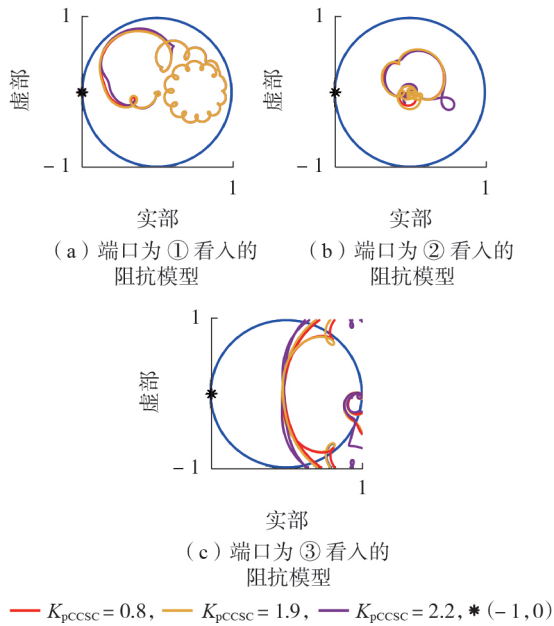 1
虚部
－1
1
实部
（a）端口为 ① 看入的
阻抗模型
1
虚部
－1
1
实部
（b）端口为 ② 看入的
阻抗模型
1
虚部
－1
1
实部
（c）端口为 ③ 看入的
阻抗模型
KpCCSC = 0.8, KpCCSC = 1.9, KpCCSC = 2.2, * (－1, 0)